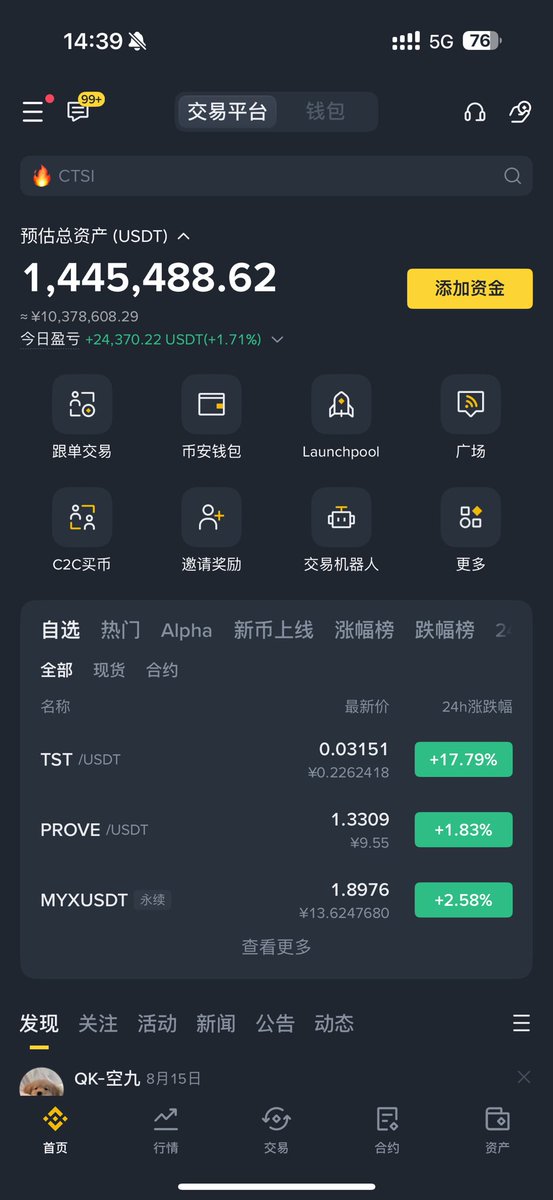 14:39 5G 76
99+ 交易平台 钱包
CTSI
预估总资产 (USDT)
1,445,488.62
添加资金
≈ ¥10,378,608.29
今日盈亏 +24,370.22 USDT(+1.71%)
跟单交易 币安钱包 Launchpool 广场
C2C买币 邀请奖励 交易机器人 更多
自选 热门 Alpha 新币上线 涨幅榜 跌幅榜 24
全部 现货 合约
名称 最新价 24h涨跌幅
TST /USDT 0.03151 +17.79%
¥0.2262418
PROVE /USDT 1.3309 +1.83%
¥9.55
MYXUSDT 永续 1.8976 +2.58%
¥13.6247680
查看更多
发现 关注 活动 新闻 公告 动态
QK-空九 8月15日
首页 行情 交易 合约 资产